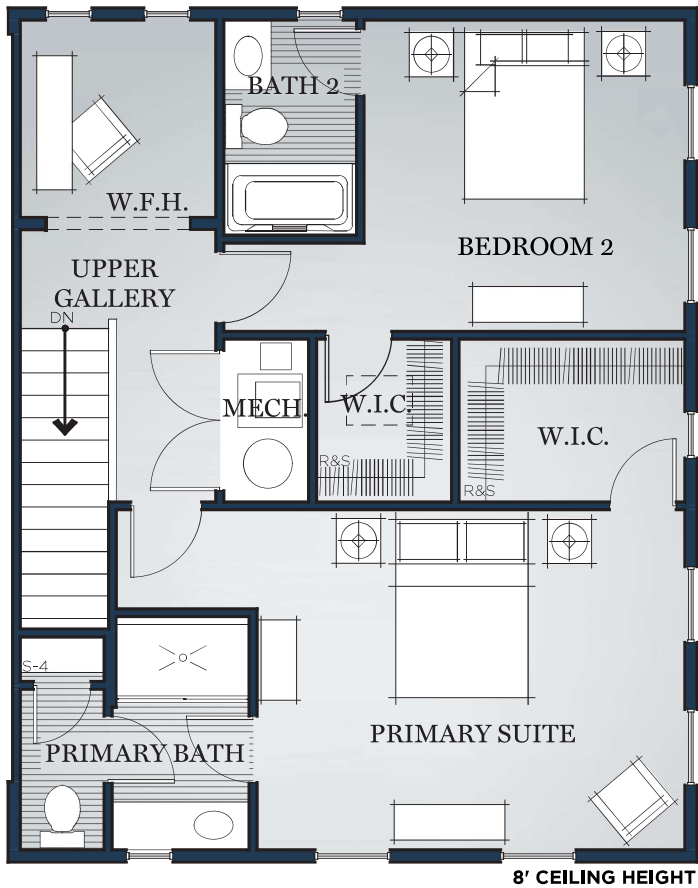 BATH 2
W.F.H.
BEDROOM 2
UPPER
GALLERY
DN
MECH.
W.I.C.
W.I.C.
R&S
R&S
S-4
PRIMARY BATH
PRIMARY SUITE
8' CEILING HEIGHT